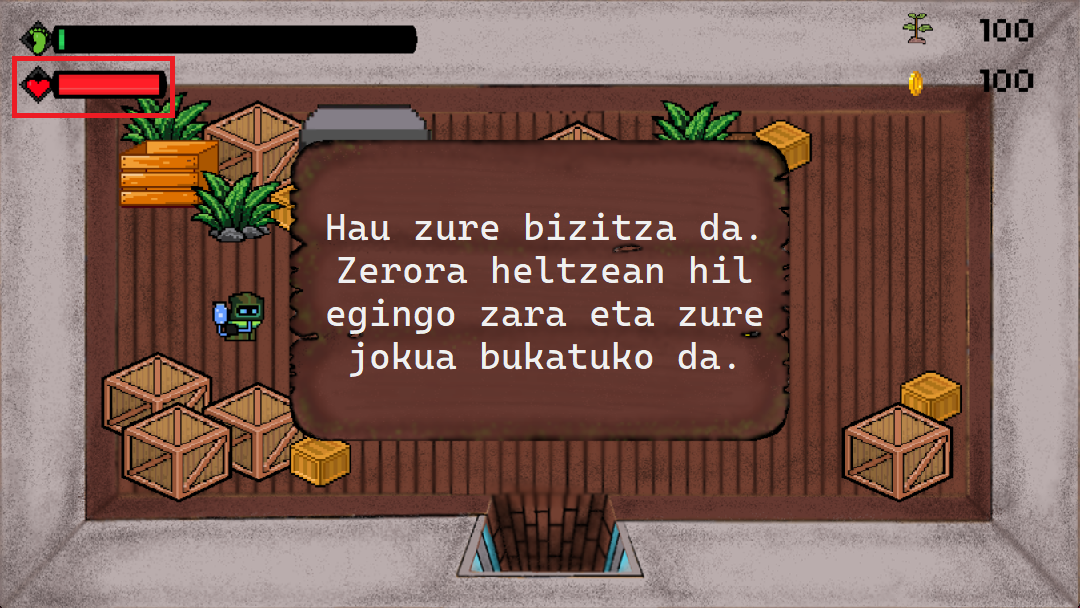 100
100
Hau zure bizitza da.
Zerora heltzean hil
egingo zara eta zure
jokua bukatuko da.